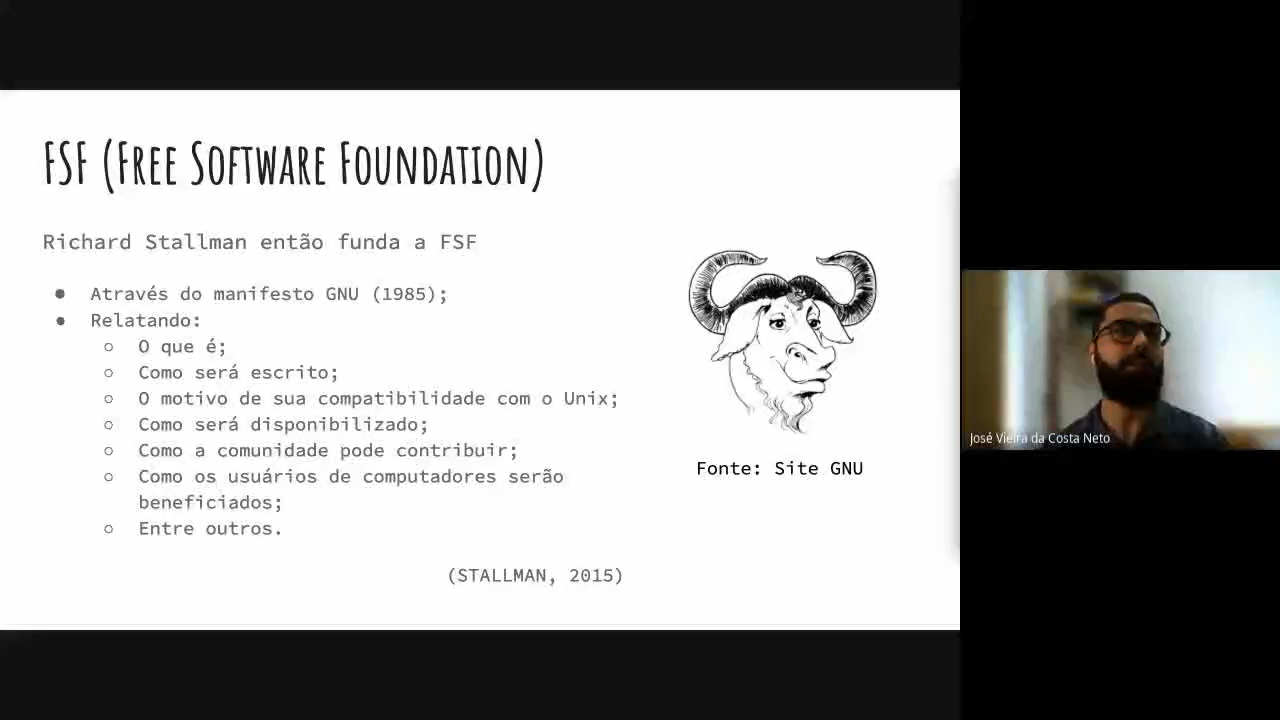 FSF (Free Software Foundation)
Richard Stallman então funda a FSF
● Através do manifesto GNU (1985);
● Relatando:
○ O que é;
○ Como será escrito;
○ O motivo de sua compatibilidade com o Unix;
○ Como será disponibilizado;
○ Como a comunidade pode contribuir;
○ Como os usuários de computadores serão
beneficiados;
○ Entre outros.
(STALLMAN, 2015)
Fonte: Site GNU
José Vieira da Costa Neto